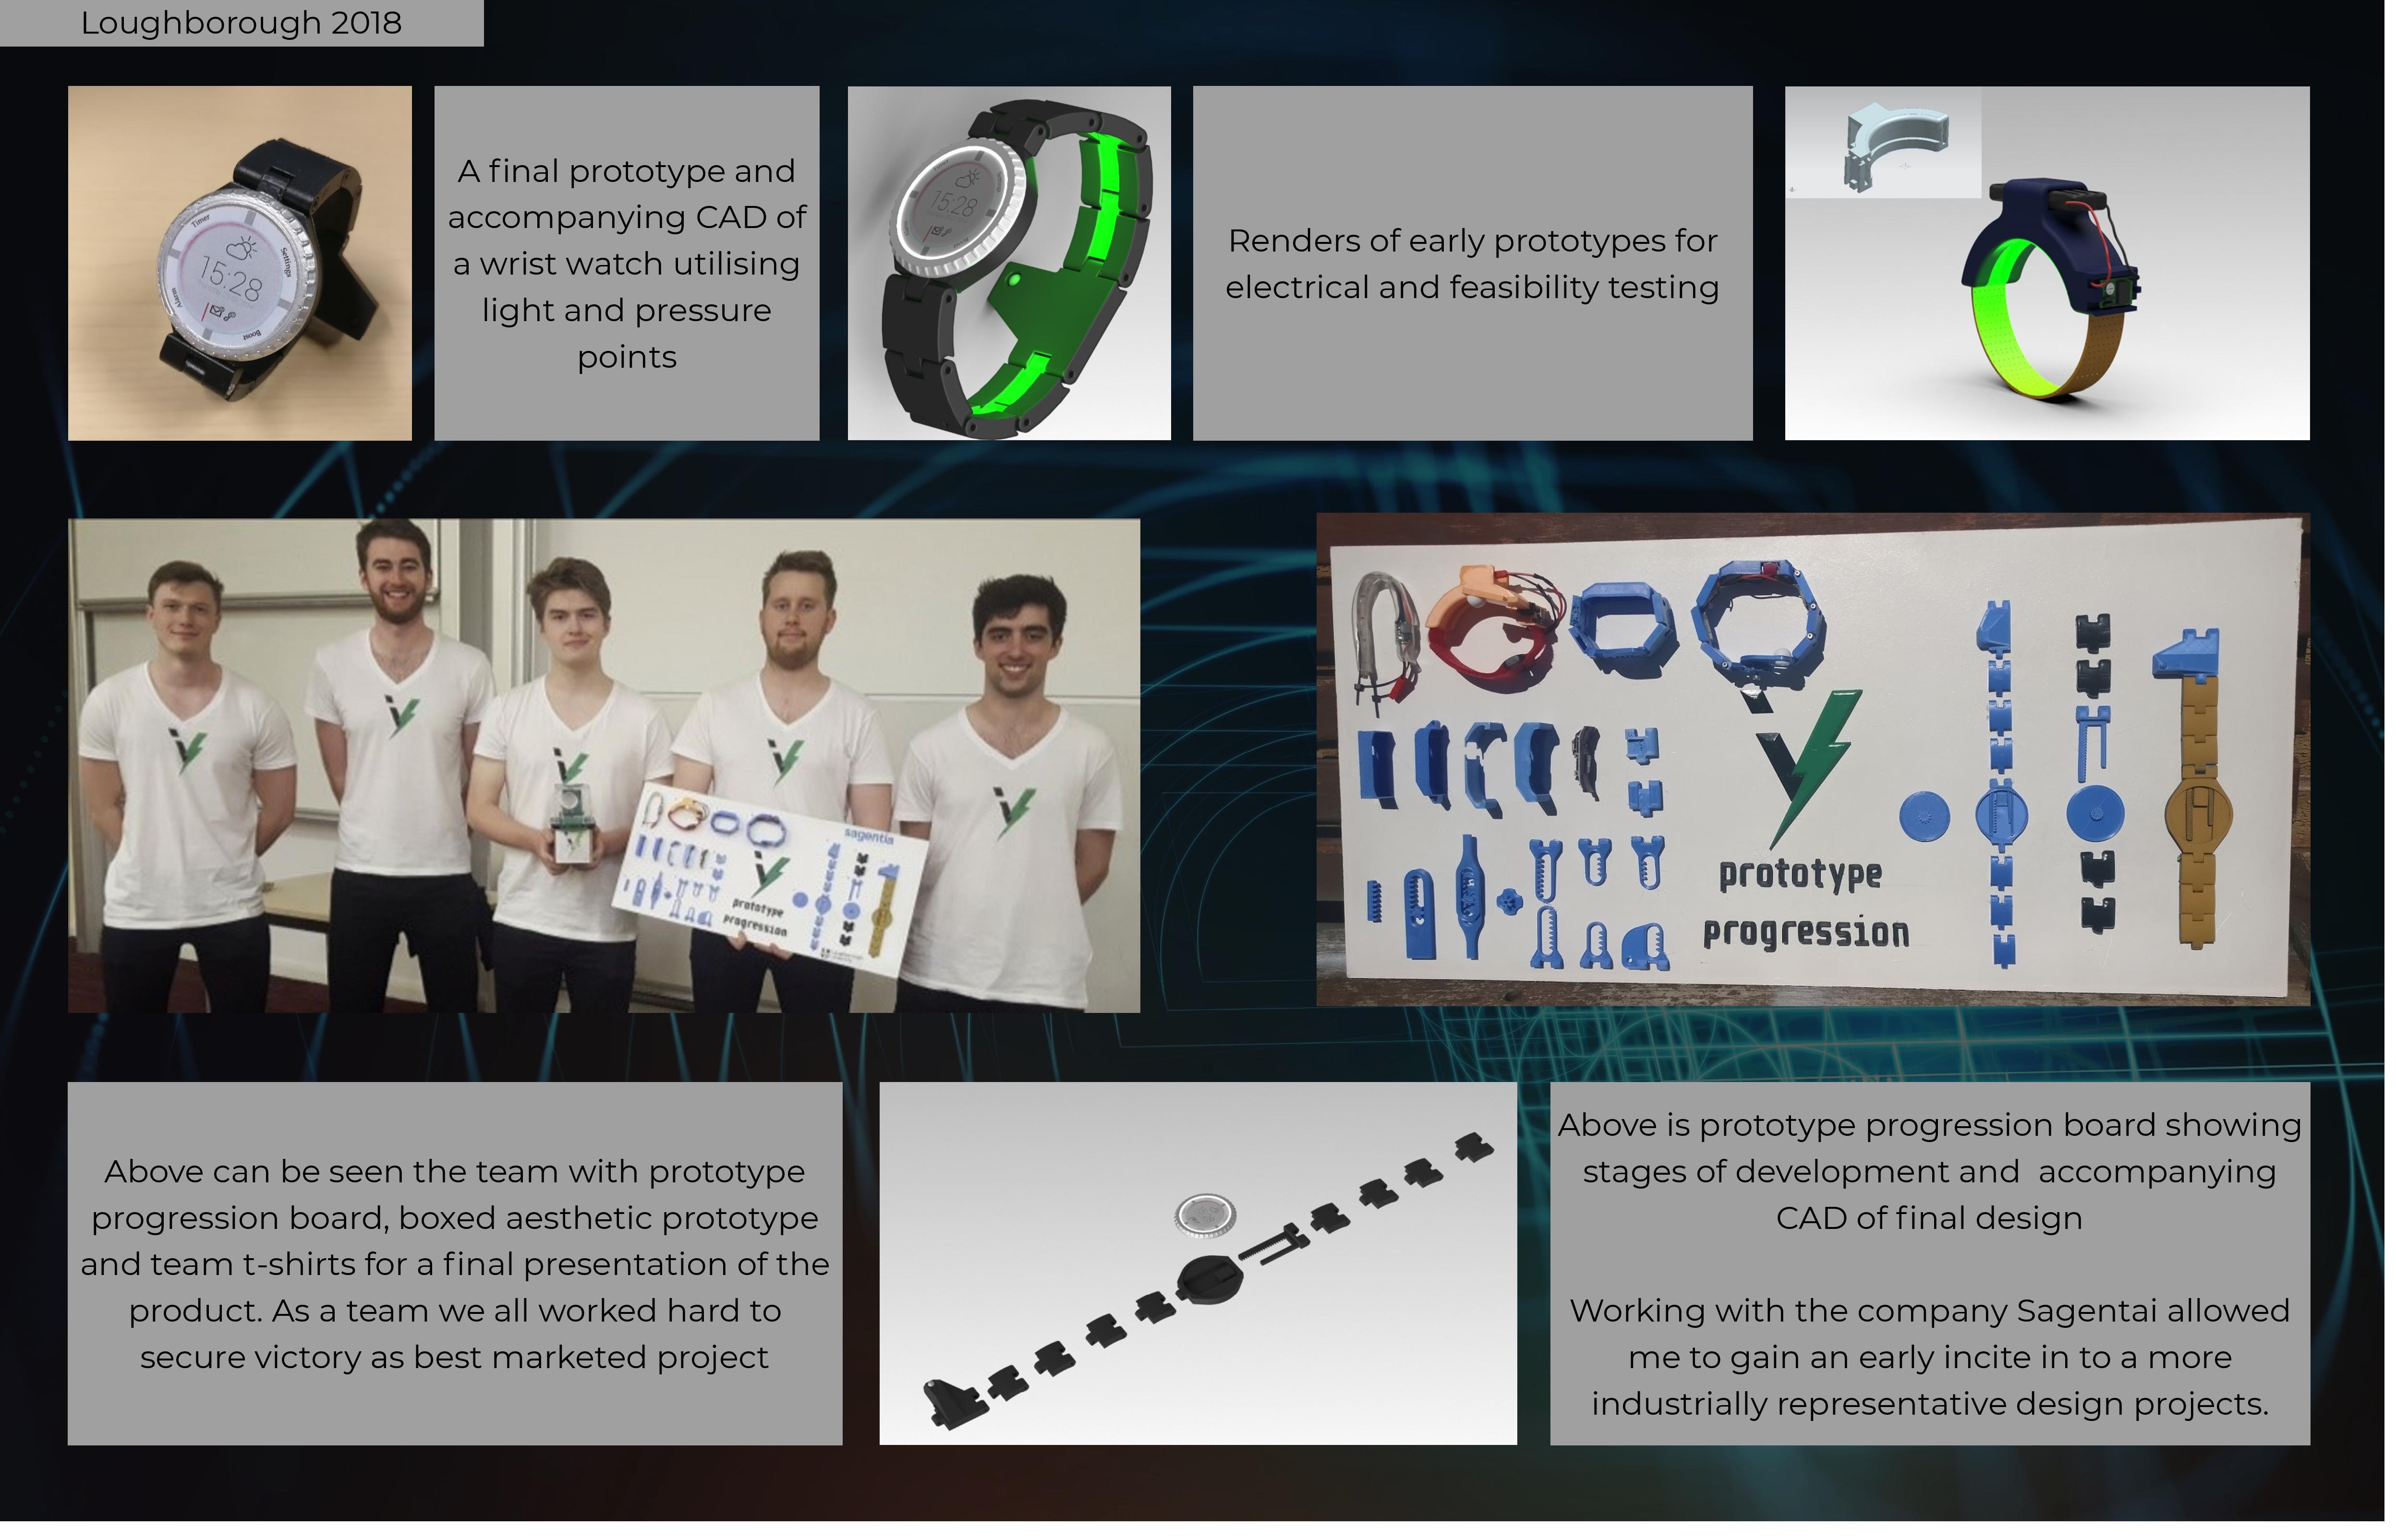 Loughborough 2018
A final prototype and
accompanying CAD of
a wrist watch utilising
light and pressure
points
Renders of early prototypes for
electrical and feasibility testing
Timer
Settings
15:28
Alarm
Boost
15:28
sagentia
prototype
progression
prototype
progression
Above can be seen the team with prototype
progression board, boxed aesthetic prototype
and team t-shirts for a final presentation of the
product. As a team we all worked hard to
secure victory as best marketed project
Above is prototype progression board showing
stages of development and  accompanying
CAD of final design
Working with the company Sagentai allowed
me to gain an early incite in to a more
industrially representative design projects.